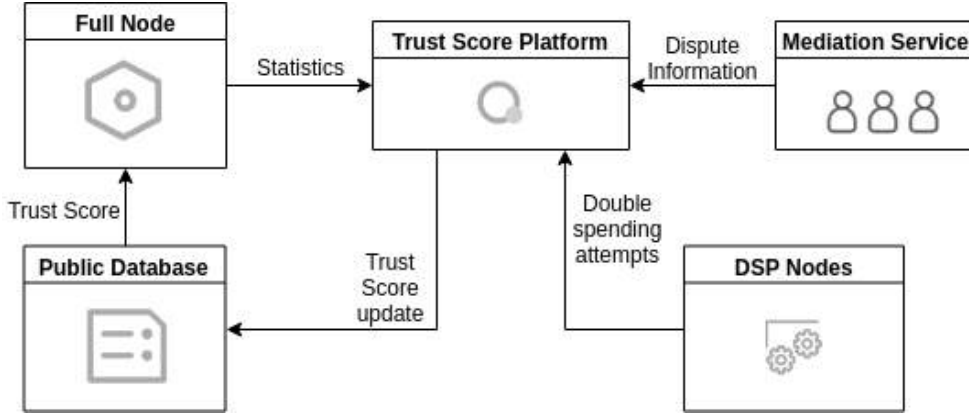 Full Node
Trust Score Platform
Mediation Service
Statistics
Dispute
Information
Trust Score
Double
spending
attempts
Public Database
Trust
Score
update
DSP Nodes